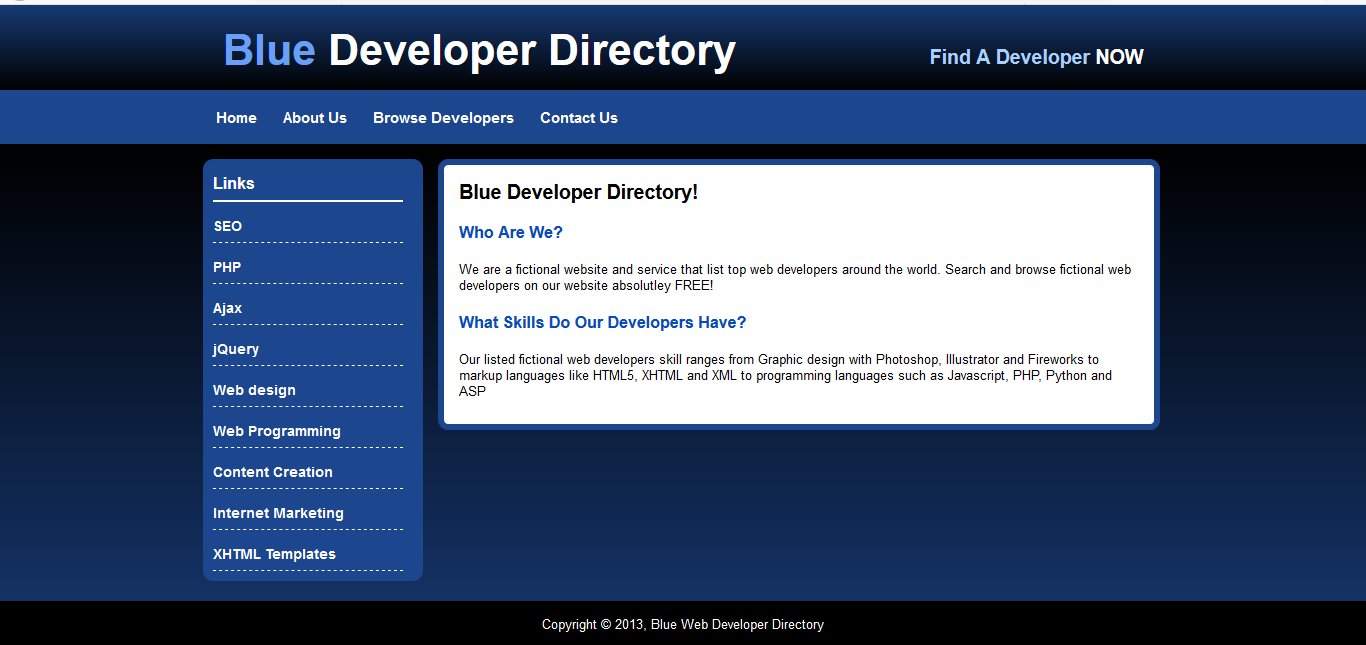 Blue Developer Directory
Find A Developer NOW
Home About Us Browse Developers Contact Us
Links
SEO
PHP
Ajax
jQuery
Web design
Web Programming
Content Creation
Internet Marketing
XHTML Templates
Blue Developer Directory!
Who Are We?
We are a fictional website and service that list top web developers around the world. Search and browse fictional web
developers on our website absolutley FREE!
What Skills Do Our Developers Have?
Our listed fictional web developers skill ranges from Graphic design with Photoshop, Illustrator and Fireworks to
markup languages like HTML5, XHTML and XML to programming languages such as Javascript, PHP, Python and
ASP
Copyright © 2013, Blue Web Developer Directory